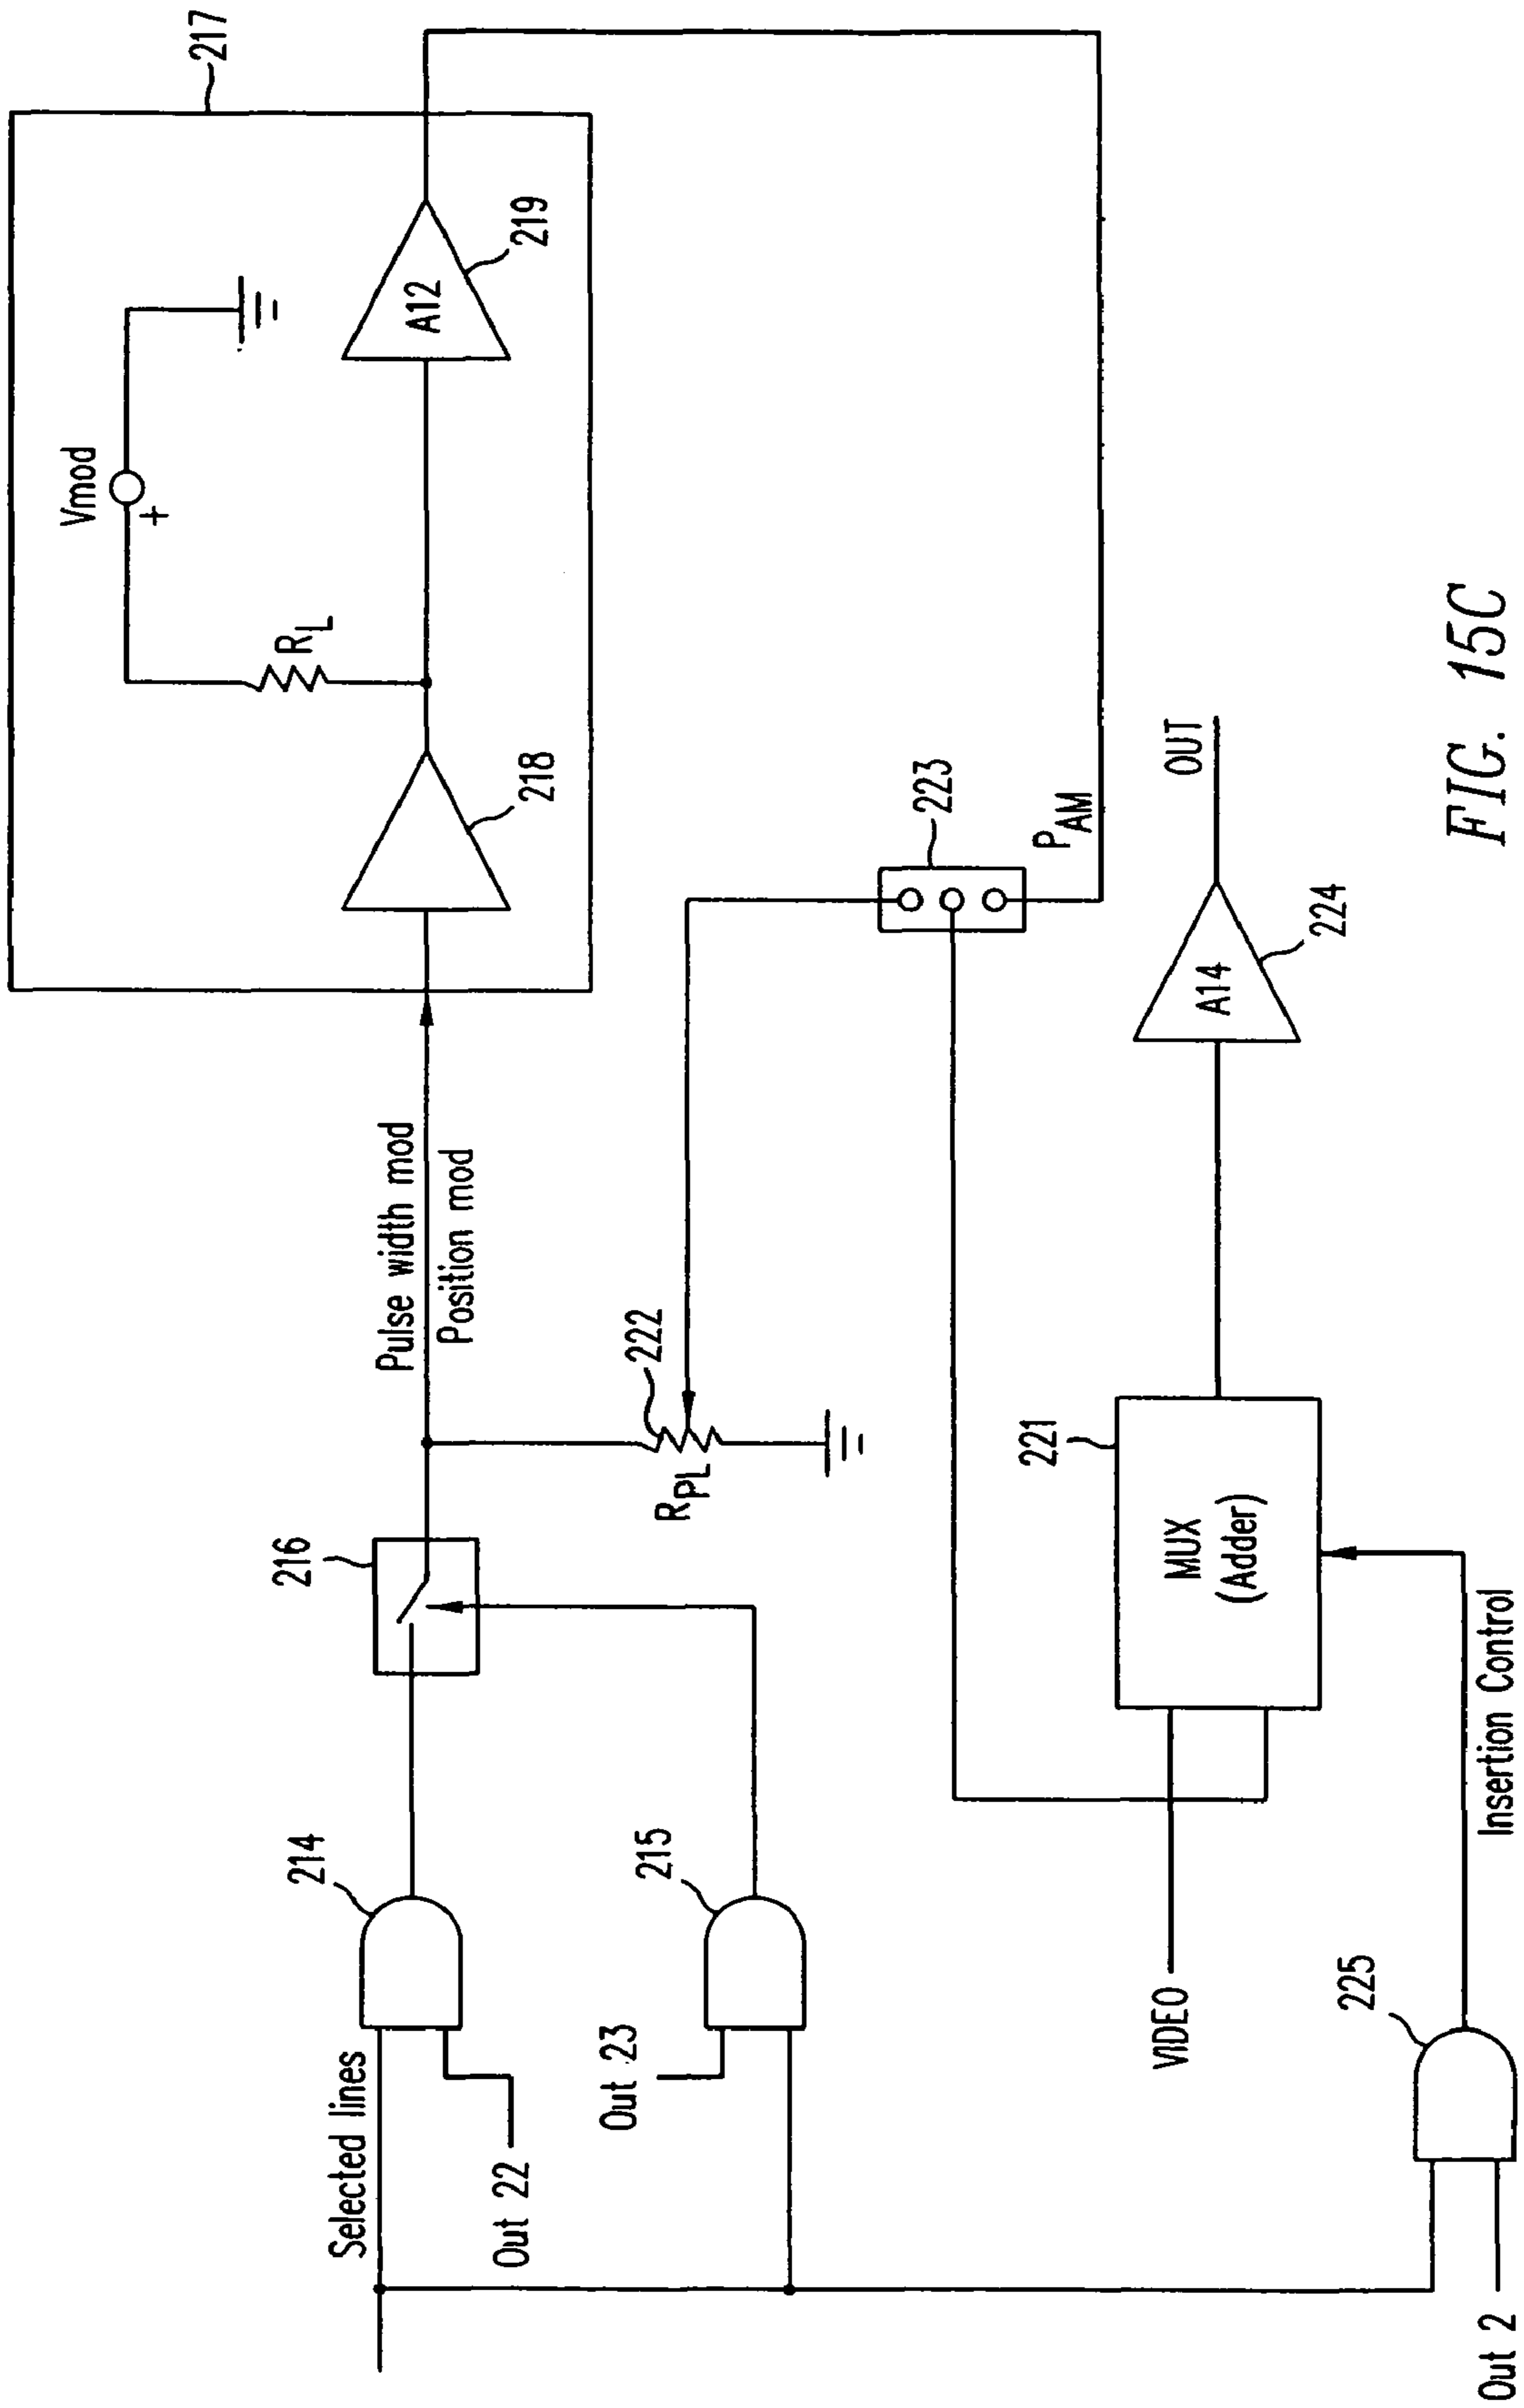 217
Vmod
+
R_L
A12
219
218
Pulse width mod
Position mod
216
222
R_PL
223
P_AM
214
Selected lines
Out 22
215
Out 23
221
MUX
(Adder)
VIDEO
A14
224
OUT
225
Insertion Control
Out 2
FIG. 15C